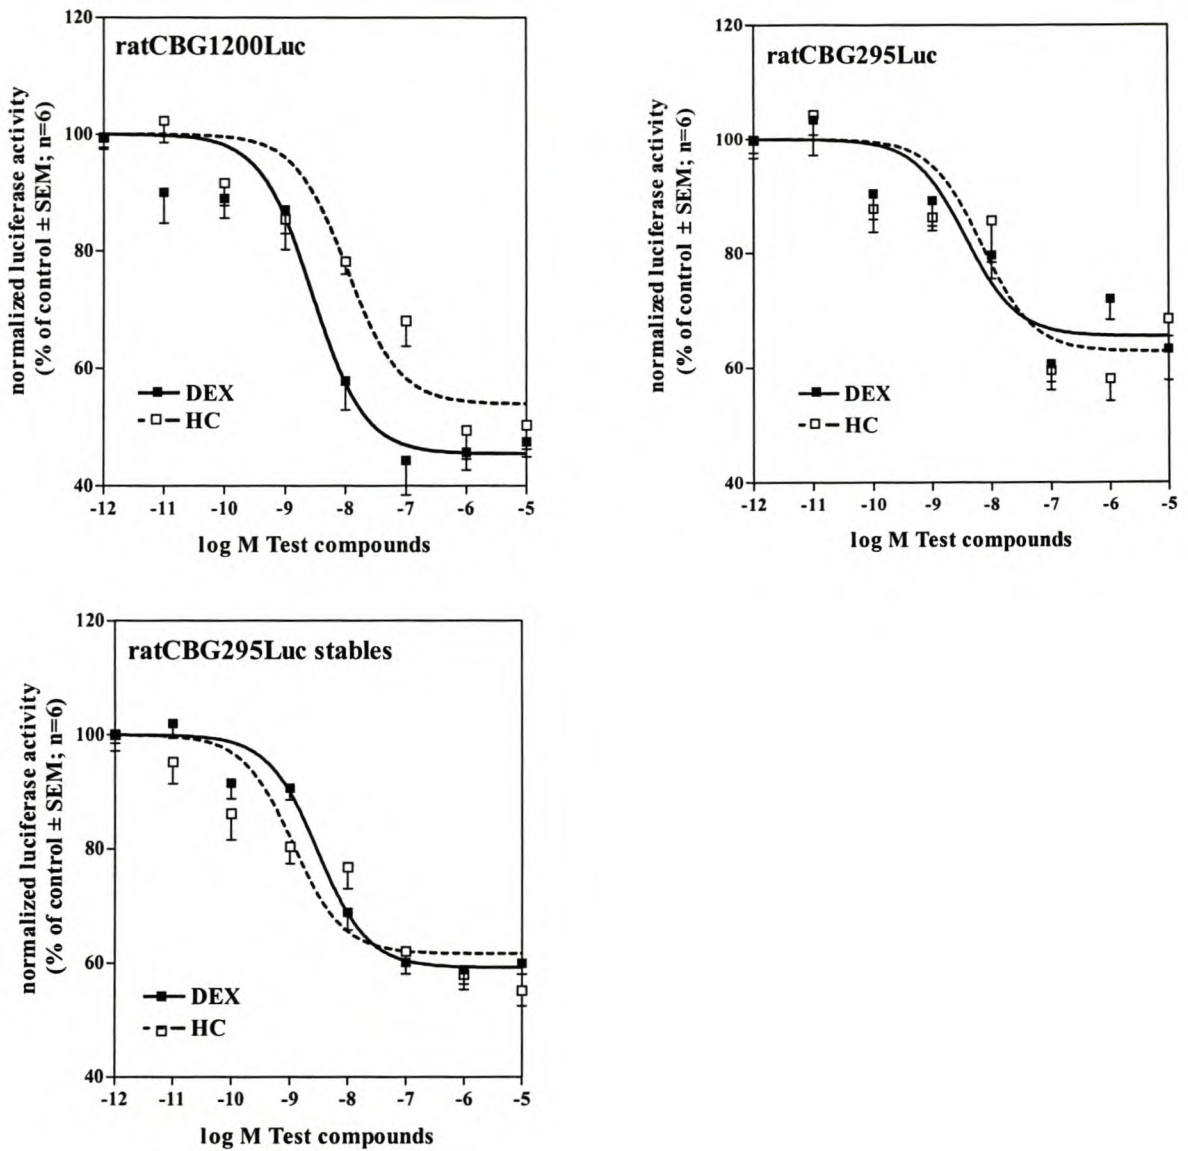 ratCBG1200Luc
normalized luciferase activity
(% of control ± SEM; n=6)
120
100
80
60
40
DEX
HC
-12 -11 -10 -9 -8 -7 -6 -5
log M Test compounds
ratCBG295Luc
normalized luciferase activity
(% of control ± SEM; n=6)
120
100
80
60
40
DEX
HC
-12 -11 -10 -9 -8 -7 -6 -5
log M Test compounds
ratCBG295Luc stables
normalized luciferase activity
(% of control ± SEM; n=6)
120
100
80
60
40
DEX
HC
-12 -11 -10 -9 -8 -7 -6 -5
log M Test compounds